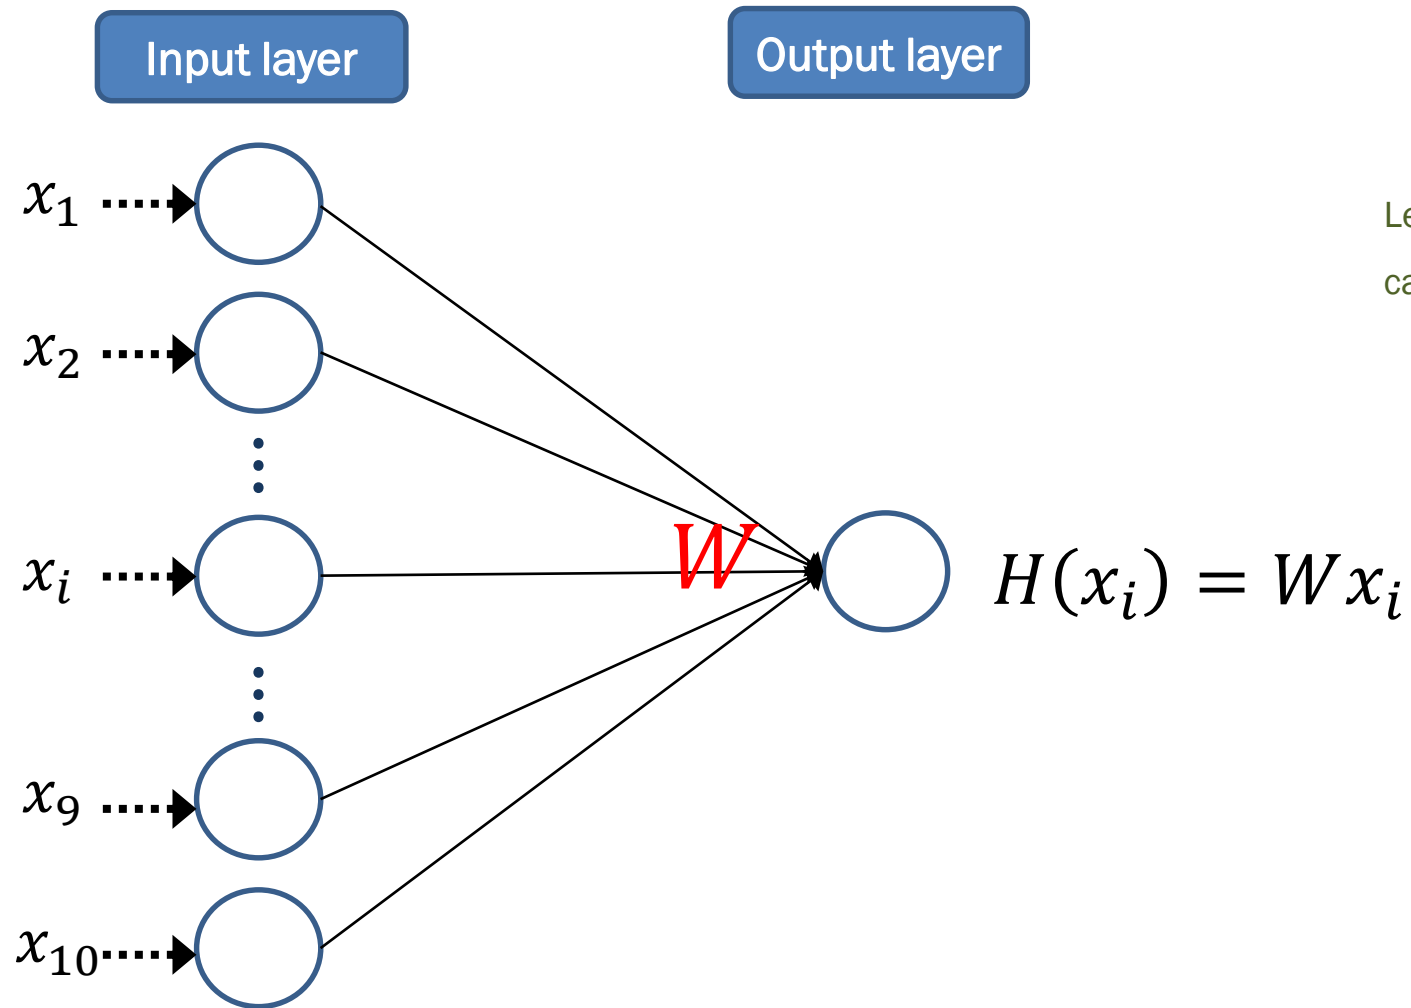 Input layer
Output layer
x₁
x₂
xᵢ
x₉
x₁₀
W
H(xᵢ) = Wxᵢ